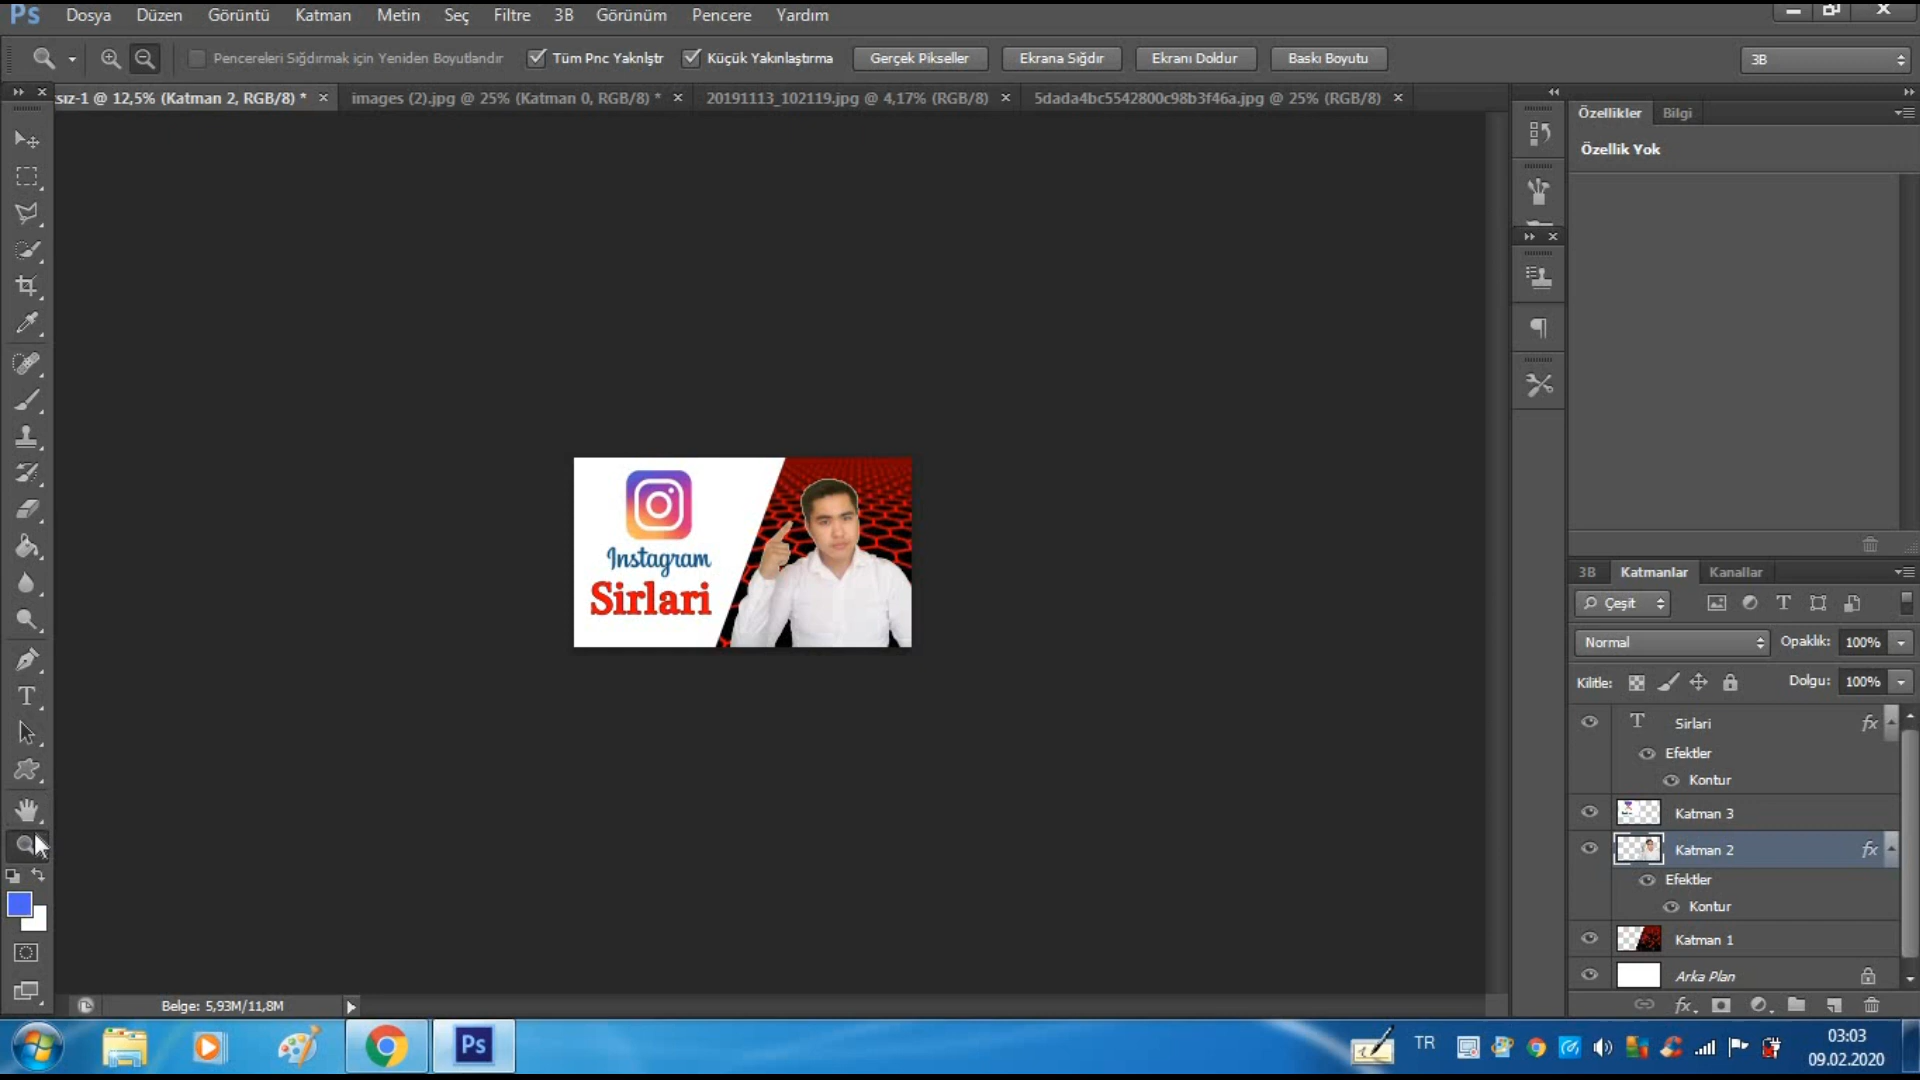 Ps Dosya Düzen Görüntü Katman Metin Seç Filtre 3B Görünüm Pencere Yardım
Pencereleri Sığdırmak için Yeniden Boyutlandır Tüm Pnc Yaknlştr Küçük Yakınlaştırma Gerçek Pikseller Ekrana Sığdır Ekranı Doldur Baskı Boyutu 3B
sız-1 @ 12,5% (Katman 2, RGB/8) * images (2).jpg @ 25% (Katman 0, RGB/8) * 20191113_102119.jpg @ 4,17% (RGB/8) 5dada4bc5542800c98b3f46a.jpg @ 25% (RGB/8)
Özellikler Bilgi
Özellik Yok
Instagram
Sirlari
3B Katmanlar Kanallar
Çeşit
Normal Opaklık: 100%
Kilitle: Dolgu: 100%
T Sirlari fx
Efektler
Kontur
Katman 3
Katman 2 fx
Efektler
Kontur
Katman 1
Arka Plan
Belge: 5,93M/11,8M
fx
Ps TR 03:03
09.02.2020